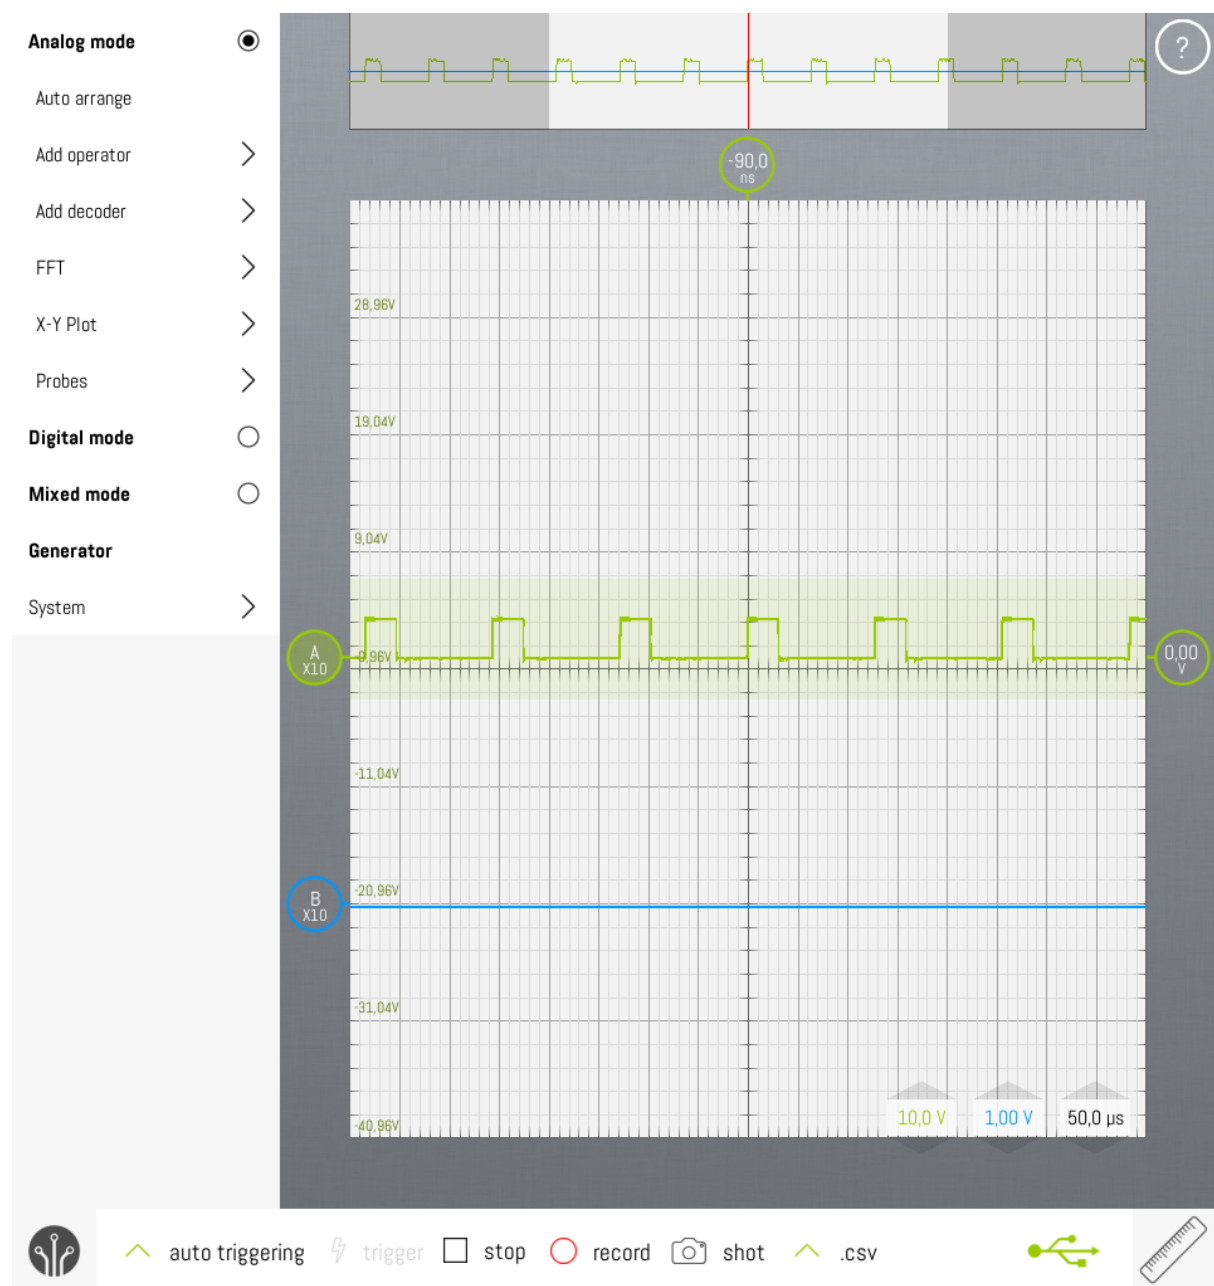 Analog mode
Auto arrange
Add operator
Add decoder
FFT
X-Y Plot
Probes
Digital mode
Mixed mode
Generator
System
?
-90,0
ns
28,96V
19,04V
9,04V
-0,96V
-11,04V
-20,96V
-31,04V
-40,96V
A
X10
B
X10
0,00
V
10,0 V
1,00 V
50,0 µs
auto triggering
trigger
stop
record
shot
.csv